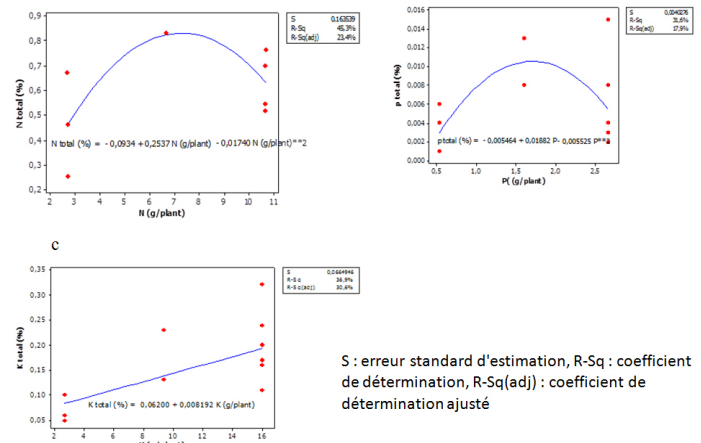 0,9
0,8
0,7
0,6
0,5
0,4
0,3
0,2
N total (%)
2 3 4 5 6 7 8 9 10 11
N (g/plant)
N total (%) = - 0,0934 + 0,2537 N (g/plant) - 0,01740 N (g/plant)**2
S 0,163539
R-Sq 45,3%
R-Sq(adj) 23,4%
0.016
0.014
0.012
0.010
0.008
0.006
0.004
0.002
0.000
p total (%)
0,5 1,0 1,5 2,0 2,5
P( (g/plant)
p total (%) = - 0,005464 + 0,01882 P- 0,005525 P**2
S 0,0040276
R-Sq 31,6%
R-Sq(adj) 17,9%
c
0,35
0,30
0,25
0,20
0,15
0,10
0,05
K total (%)
2 4 6 8 10 12 14 16
K total (%) = 0,06200 + 0,008192 K (g/plant)
S 0,0664946
R-Sq 36,9%
R-Sq(adj) 30,6%
S : erreur standard d'estimation, R-Sq : coefficient
de détermination, R-Sq(adj) : coefficient de
détermination ajusté